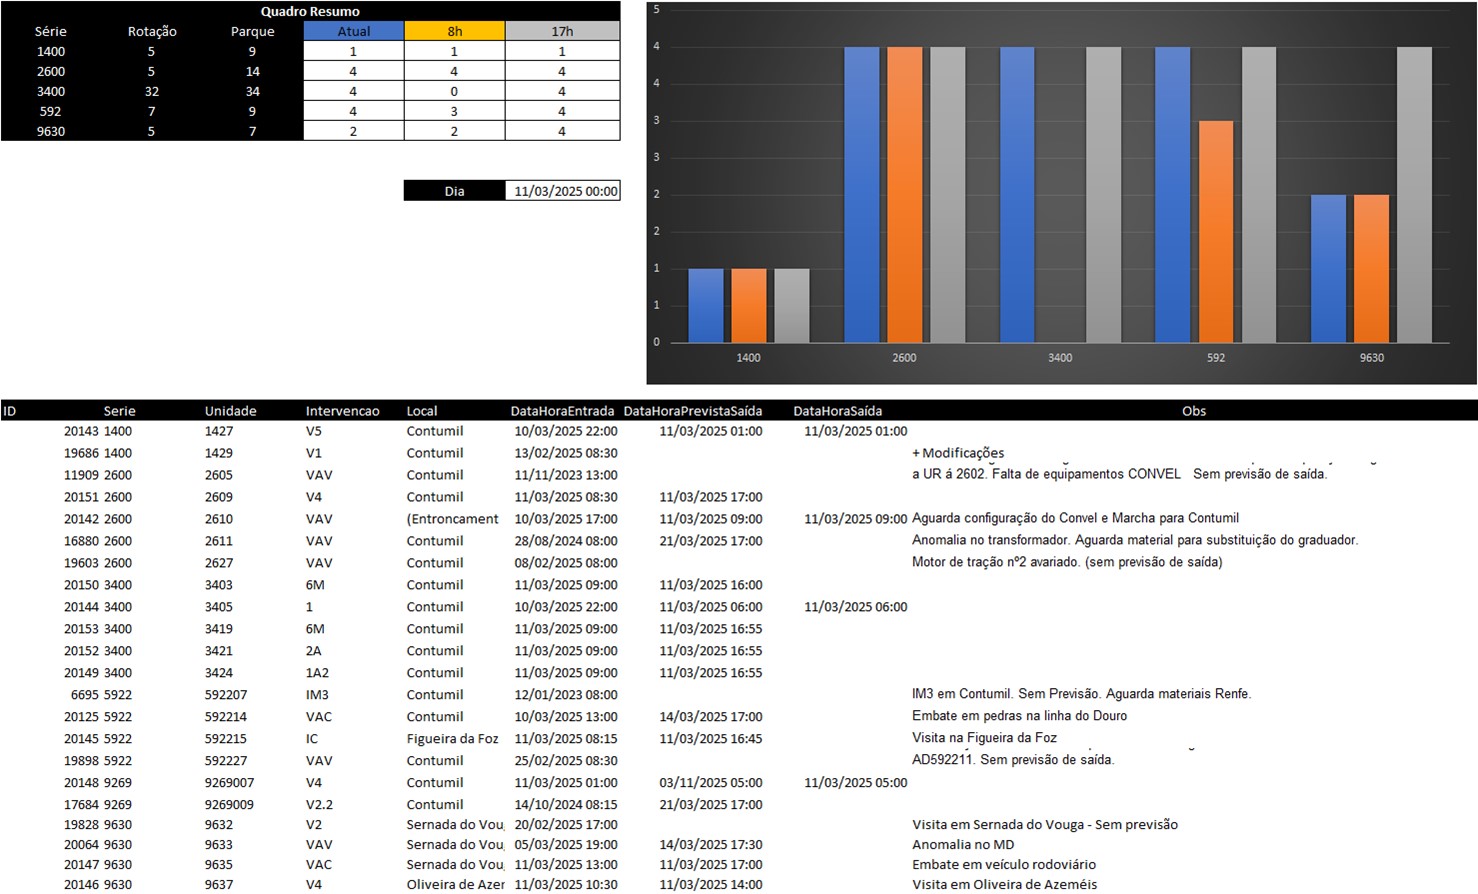 Quadro Resumo
Série Rotação Parque Atual 8h 17h
1400 5 9 1 1 1
2600 5 14 4 4 4
3400 32 34 4 0 4
592 7 9 4 3 4
9630 5 7 2 2 4
Dia 11/03/2025 00:00
5
4
4
3
3
2
2
1
1
0
1400 2600 3400 592 9630
ID Serie Unidade Intervencao Local DataHoraEntrada DataHoraPrevistaSaída DataHoraSaída Obs
20143 1400 1427 V5 Contumil 10/03/2025 22:00 11/03/2025 01:00 11/03/2025 01:00
19686 1400 1429 V1 Contumil 13/02/2025 08:30 + Modificações
11909 2600 2605 VAV Contumil 11/11/2023 13:00 a UR á 2602. Falta de equipamentos CONVEL Sem previsão de saída.
20151 2600 2609 V4 Contumil 11/03/2025 08:30 11/03/2025 17:00
20142 2600 2610 VAV (Entroncament 10/03/2025 17:00 11/03/2025 09:00 11/03/2025 09:00 Aguarda configuração do Convel e Marcha para Contumil
16880 2600 2611 VAV Contumil 28/08/2024 08:00 21/03/2025 17:00 Anomalia no transformador. Aguarda material para substituição do graduador.
19603 2600 2627 VAV Contumil 08/02/2025 08:00 Motor de tração nº2 avariado. (sem previsão de saída)
20150 3400 3403 6M Contumil 11/03/2025 09:00 11/03/2025 16:00
20144 3400 3405 1 Contumil 10/03/2025 22:00 11/03/2025 06:00 11/03/2025 06:00
20153 3400 3419 6M Contumil 11/03/2025 09:00 11/03/2025 16:55
20152 3400 3421 2A Contumil 11/03/2025 09:00 11/03/2025 16:55
20149 3400 3424 1A2 Contumil 11/03/2025 09:00 11/03/2025 16:55
6695 5922 592207 IM3 Contumil 12/01/2023 08:00 IM3 em Contumil. Sem Previsão. Aguarda materiais Renfe.
20125 5922 592214 VAC Contumil 10/03/2025 13:00 14/03/2025 17:00 Embate em pedras na linha do Douro
20145 5922 592215 IC Figueira da Foz 11/03/2025 08:15 11/03/2025 16:45 Visita na Figueira da Foz
19898 5922 592227 VAV Contumil 25/02/2025 08:30 AD592211. Sem previsão de saída.
20148 9269 9269007 V4 Contumil 11/03/2025 01:00 03/11/2025 05:00 11/03/2025 05:00
17684 9269 9269009 V2.2 Contumil 14/10/2024 08:15 21/03/2025 17:00
19828 9630 9632 V2 Sernada do Vou 20/02/2025 17:00 Visita em Sernada do Vouga - Sem previsão
20064 9630 9633 VAV Sernada do Vou 05/03/2025 19:00 14/03/2025 17:30 Anomalia no MD
20147 9630 9635 VAC Sernada do Vou 11/03/2025 13:00 11/03/2025 17:00 Embate em veículo rodoviário
20146 9630 9637 V4 Oliveira de Azer 11/03/2025 10:30 11/03/2025 14:00 Visita em Oliveira de Azeméis